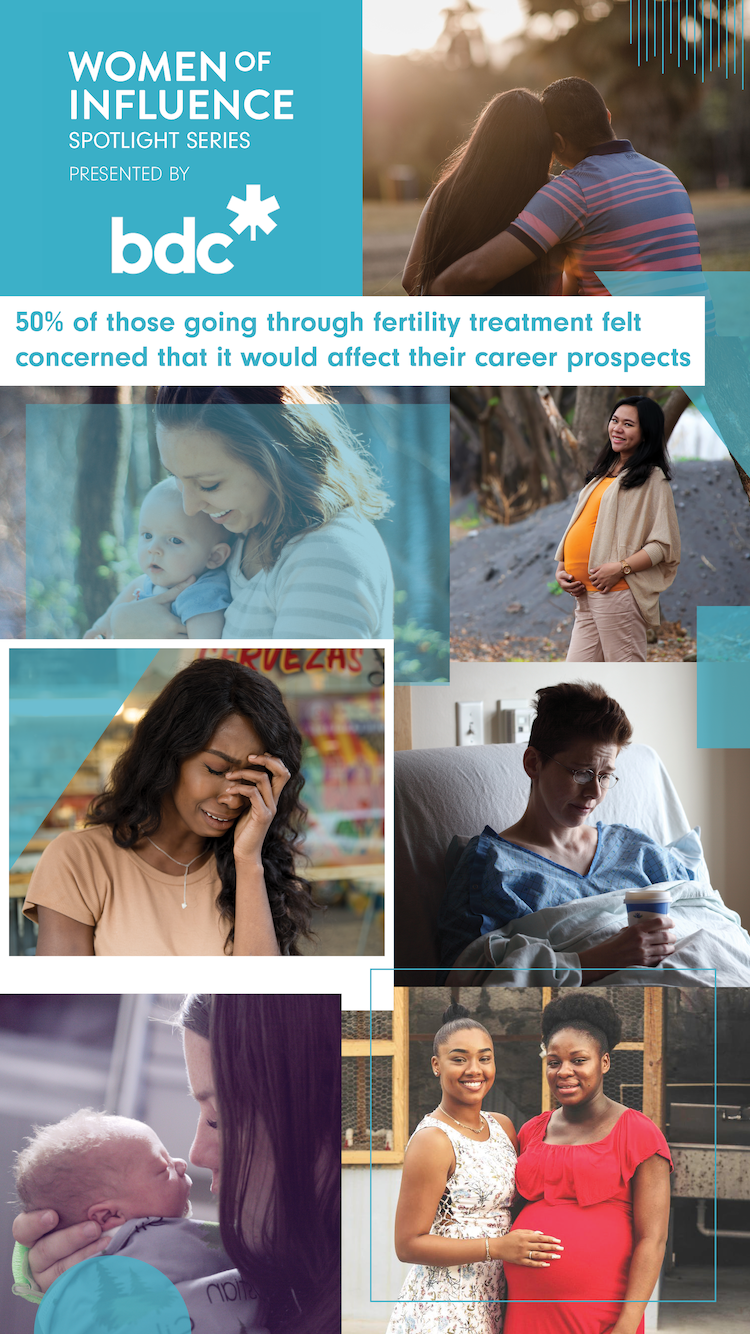 WOMEN OF
INFLUENCE
SPOTLIGHT SERIES
PRESENTED BY
bdc*
50% of those going through fertility treatment felt
concerned that it would affect their career prospects
CERVEZAS